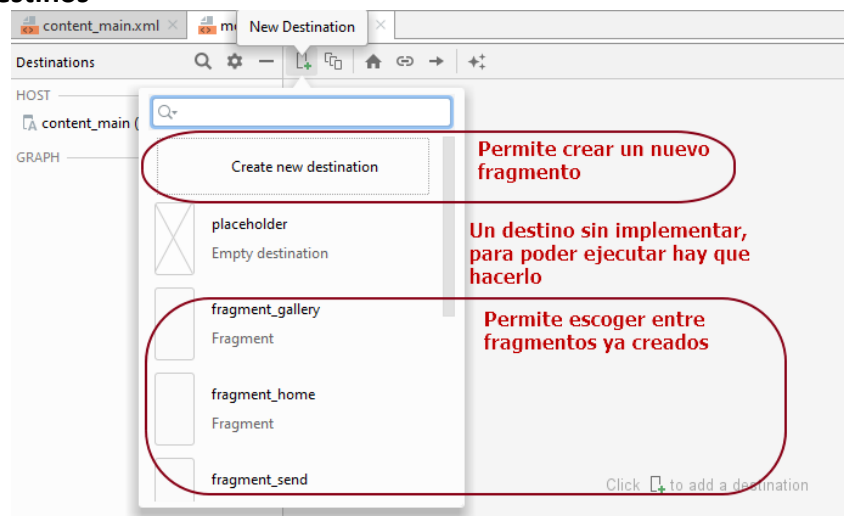 content_main.xml
New Destination
Destinations
HOST
content_main (
GRAPH
Create new destination
placeholder
Empty destination
fragment_gallery
Fragment
fragment_home
Fragment
fragment_send
Permite crear un nuevo
fragmento
Un destino sin implementar,
para poder ejecutar hay que
hacerlo
Permite escoger entre
fragmentos ya creados
Click to add a destination